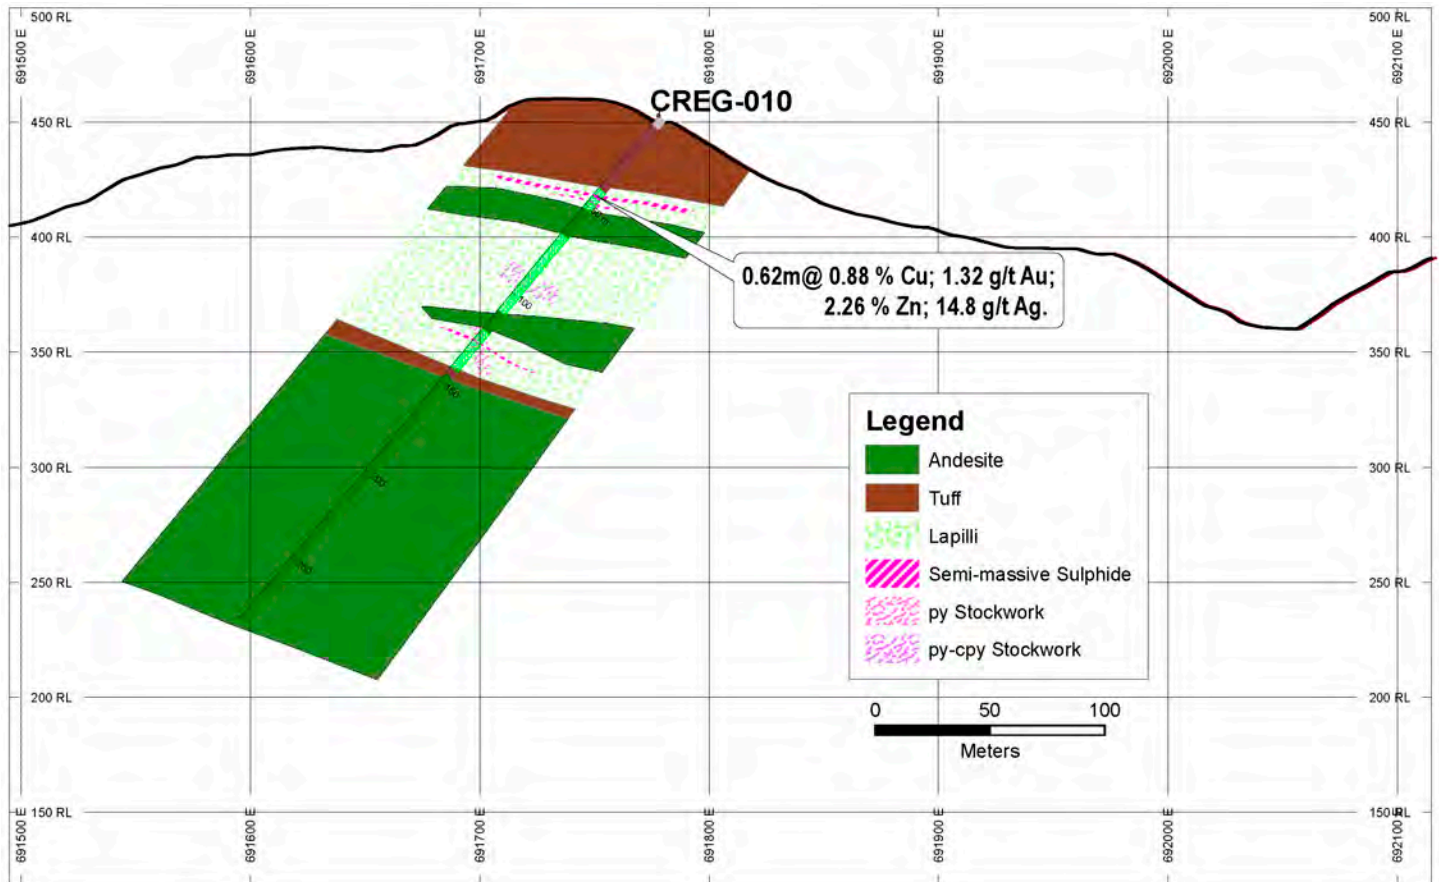 500 RL
500 RL
691500 E
691600 E
691700 E
691800 E
691900 E
692000 E
692100 E
CREG-010
450 RL
450 RL
400 RL
400 RL
0.62m@ 0.88 % Cu; 1.32 g/t Au;
2.26 % Zn; 14.8 g/t Ag.
100
350 RL
350 RL
150
Legend
Andesite
Tuff
Lapilli
Semi-massive Sulphide
py Stockwork
py-cpy Stockwork
300 RL
300 RL
250 RL
250 RL
200 RL
200 RL
0 50 100
Meters
150 RL
150 RL
691500 E
691600 E
691700 E
691800 E
691900 E
692000 E
692100 E